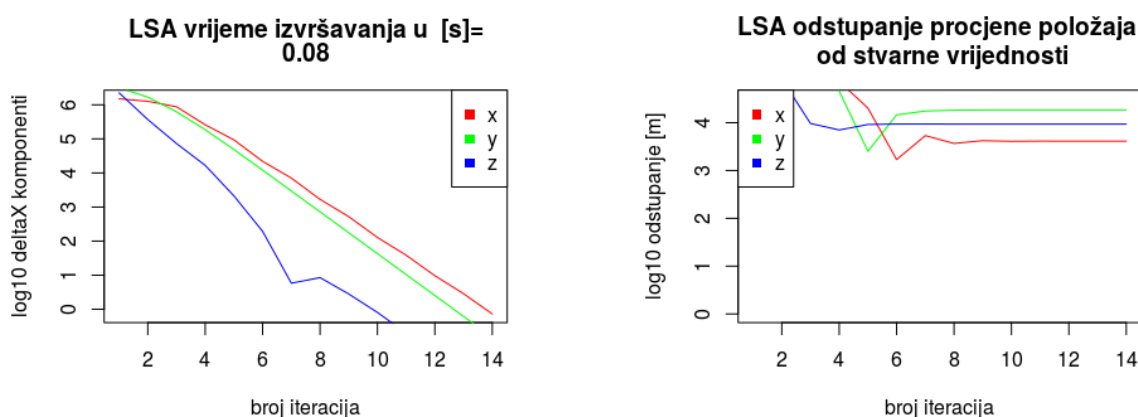 LSA vrijeme izvršavanja u [s]=
0.08
log10 deltaX komponenti
6
5
4
3
2
1
0
x
y
z
2 4 6 8 10 12 14
broj iteracija
LSA odstupanje procjene položaja
od stvarne vrijednosti
log10 odstupanje [m]
4
3
2
1
0
x
y
z
2 4 6 8 10 12 14
broj iteracija